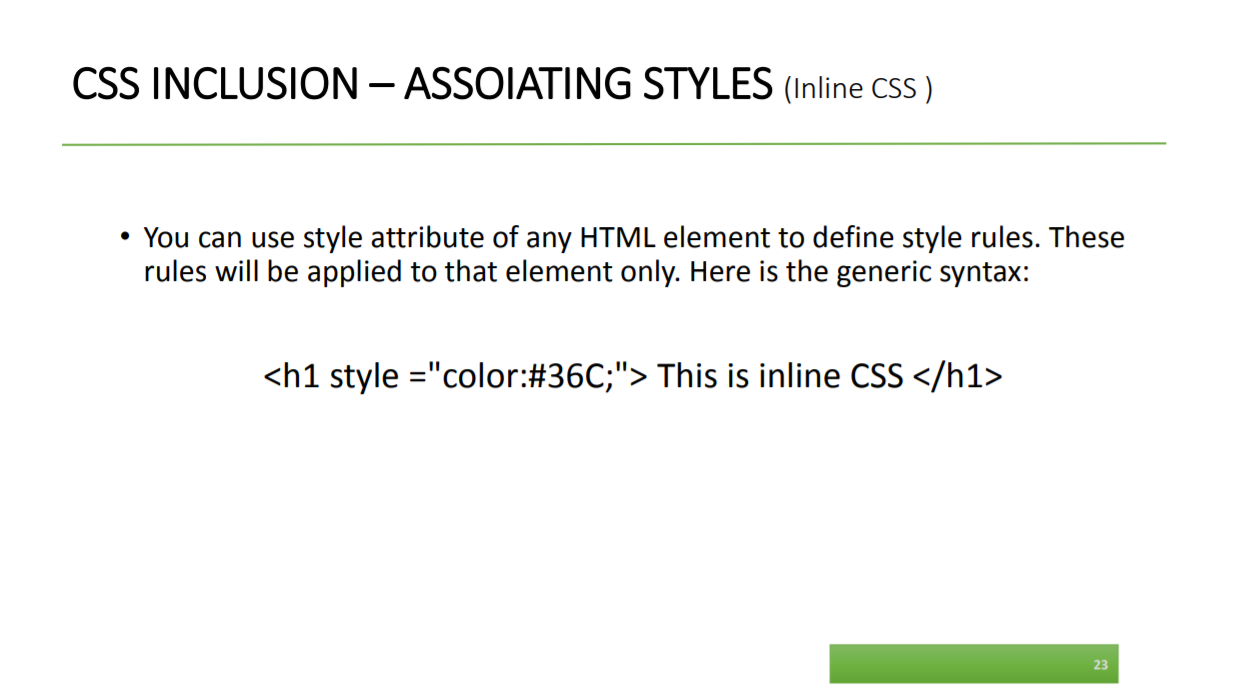 CSS INCLUSION – ASSOIATING STYLES (Inline CSS )
• You can use style attribute of any HTML element to define style rules. These
rules will be applied to that element only. Here is the generic syntax:
<h1 style ="color:#36C;"> This is inline CSS </h1>
23